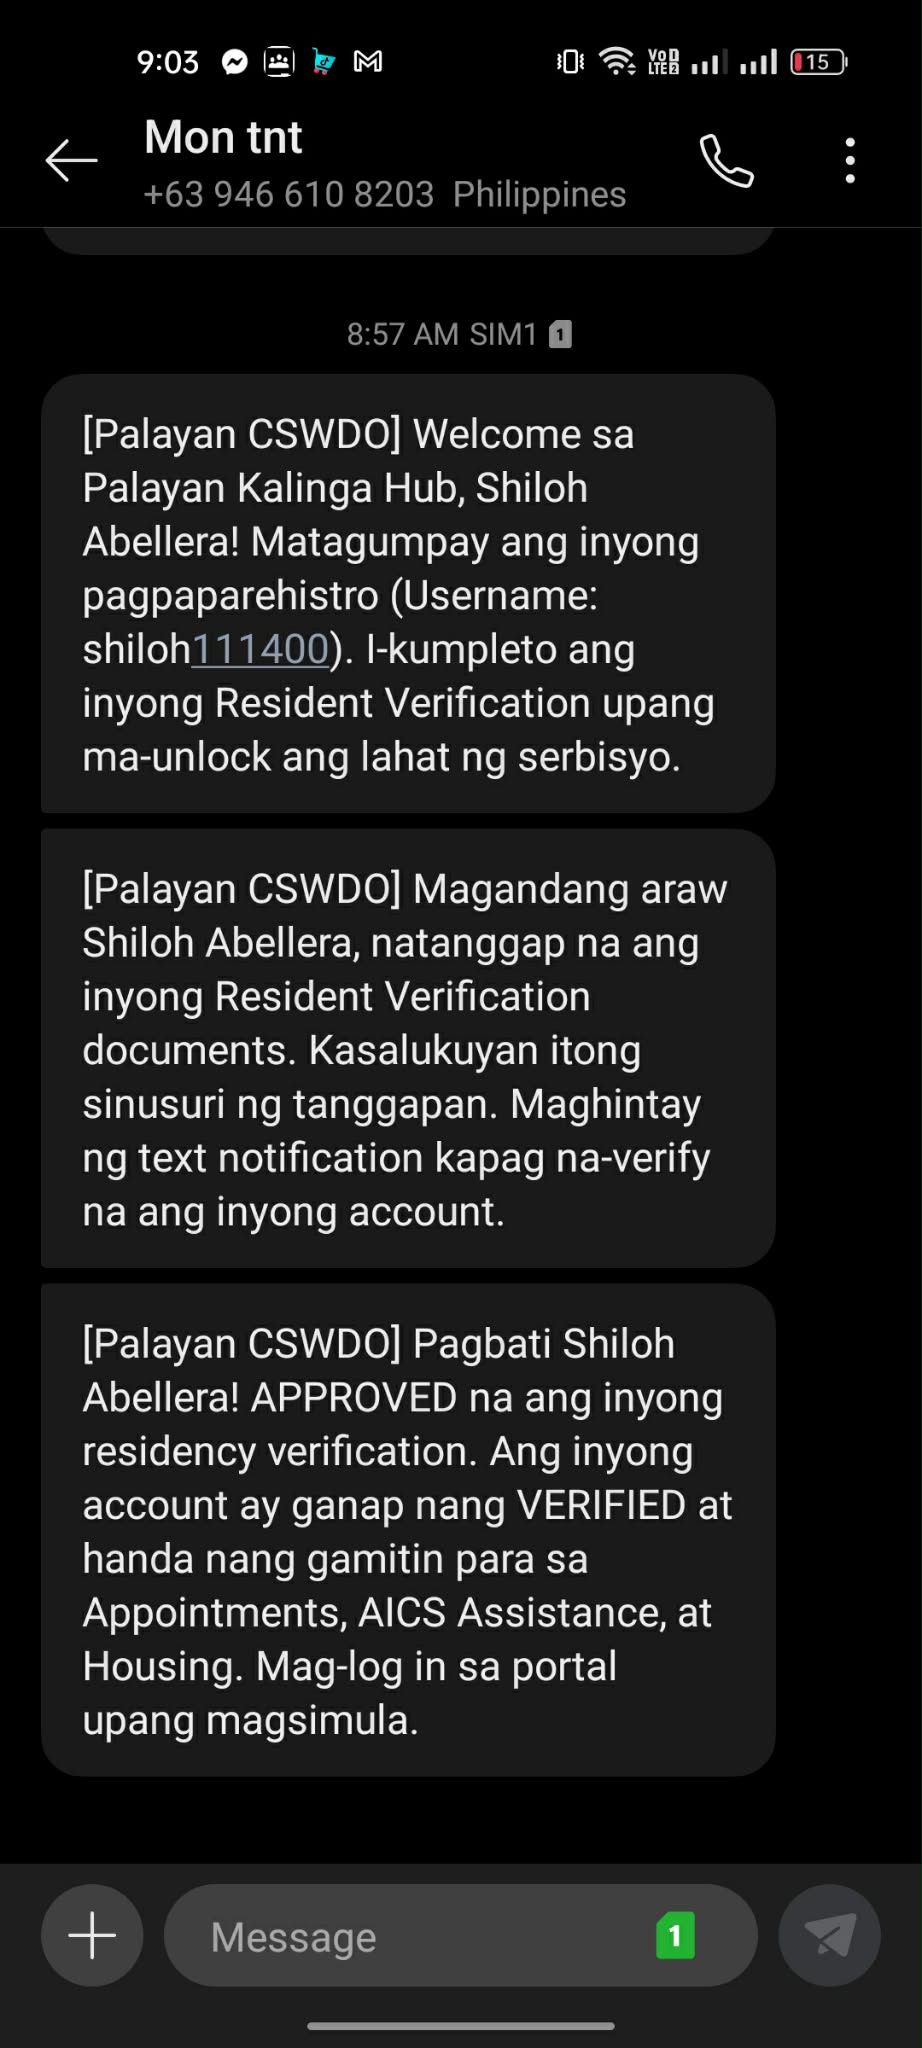 9:03
VoD
LTE2
15
Mon tnt
+63 946 610 8203 Philippines
8:57 AM SIM1 1
[Palayan CSWDO] Welcome sa
Palayan Kalinga Hub, Shiloh
Abellera! Matagumpay ang inyong
pagpaparehistro (Username:
shiloh111400). I-kumpleto ang
inyong Resident Verification upang
ma-unlock ang lahat ng serbisyo.
[Palayan CSWDO] Magandang araw
Shiloh Abellera, natanggap na ang
inyong Resident Verification
documents. Kasalukuyan itong
sinusuri ng tanggapan. Maghintay
ng text notification kapag na-verify
na ang inyong account.
[Palayan CSWDO] Pagbati Shiloh
Abellera! APPROVED na ang inyong
residency verification. Ang inyong
account ay ganap nang VERIFIED at
handa nang gamitin para sa
Appointments, AICS Assistance, at
Housing. Mag-log in sa portal
upang magsimula.
Message 1